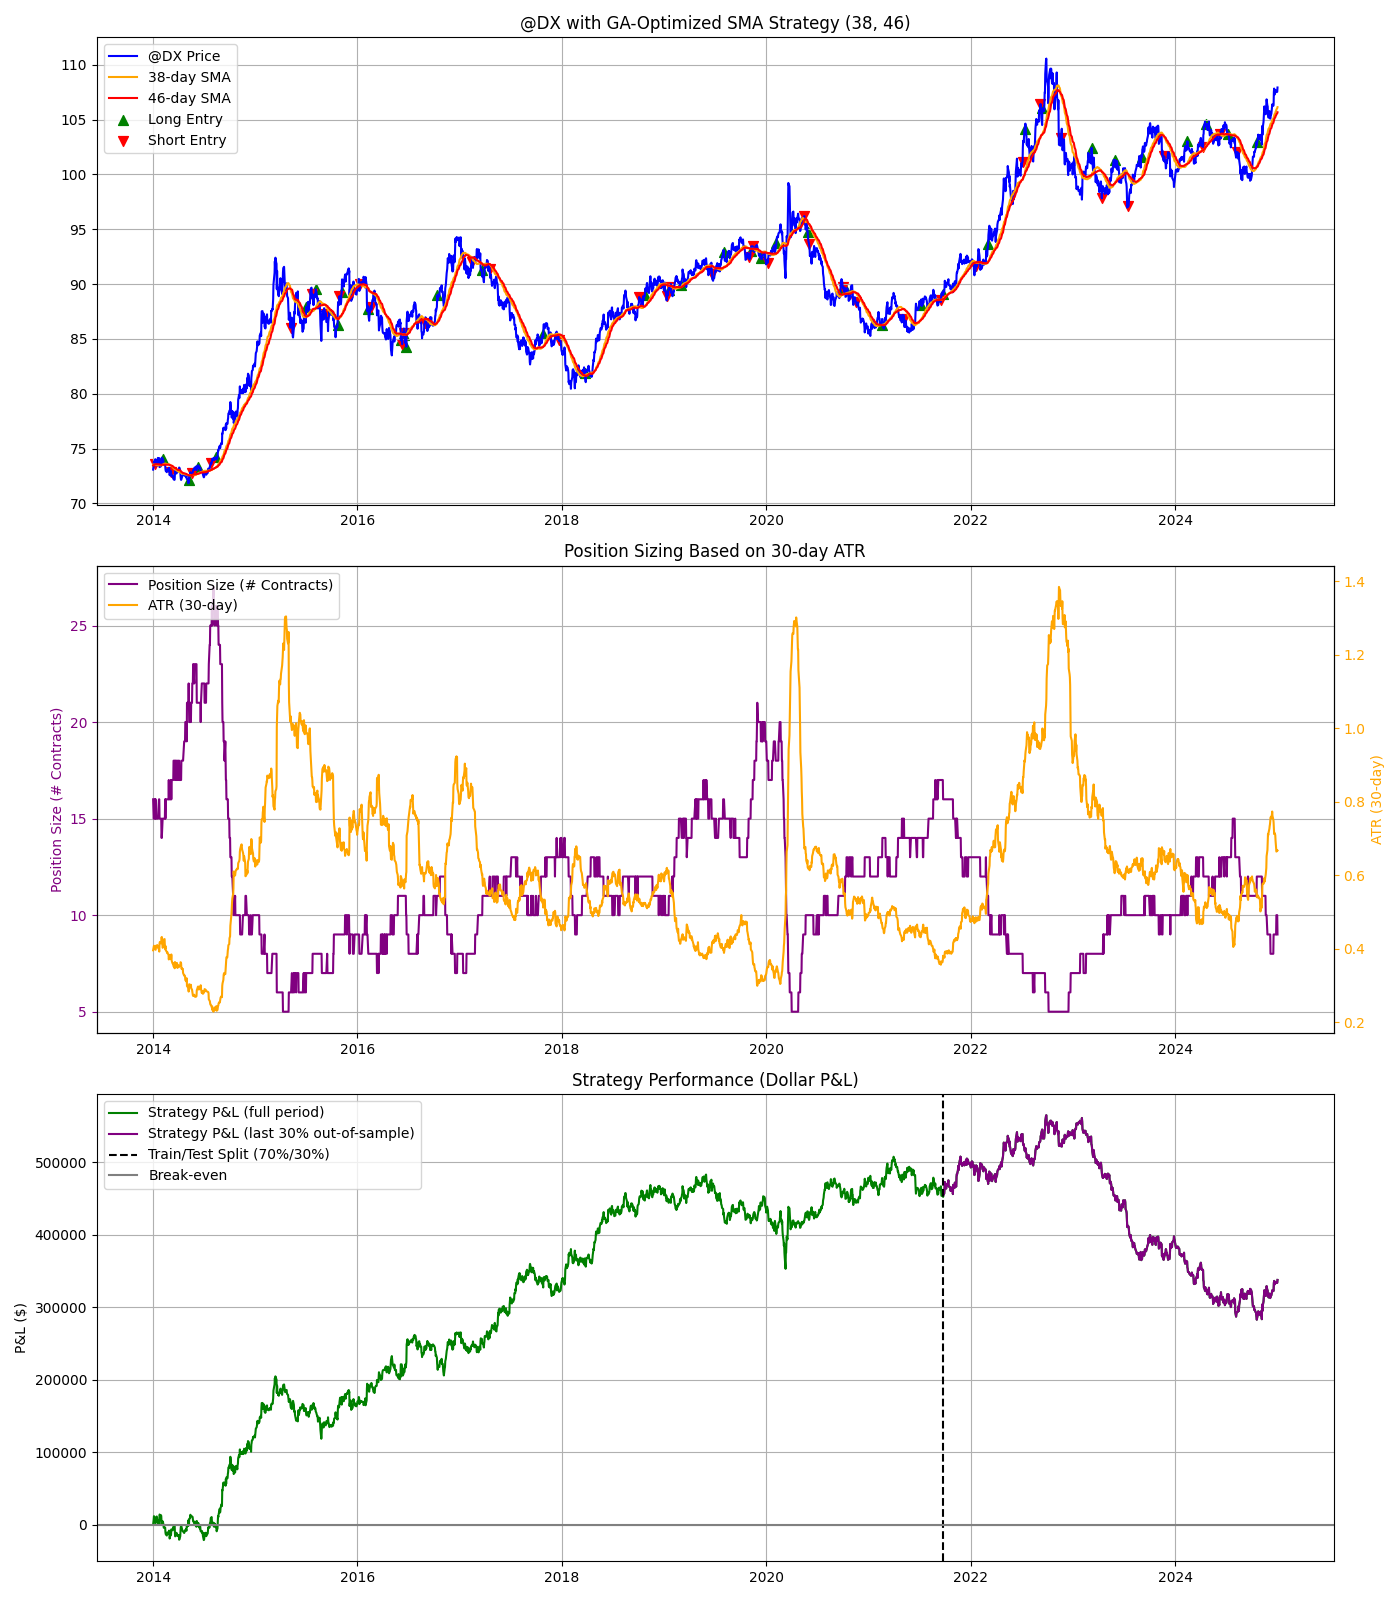 @DX with GA-Optimized SMA Strategy (38, 46)
@DX Price
38-day SMA
46-day SMA
Long Entry
Short Entry
110
105
100
95
90
85
80
75
70
2014
2016
2018
2020
2022
2024
Position Sizing Based on 30-day ATR
Position Size (# Contracts)
ATR (30-day)
Position Size (# Contracts)
25
20
15
10
5
ATR (30-day)
1.4
1.2
1.0
0.8
0.6
0.4
0.2
2014
2016
2018
2020
2022
2024
Strategy Performance (Dollar P&L)
Strategy P&L (full period)
Strategy P&L (last 30% out-of-sample)
Train/Test Split (70%/30%)
Break-even
P&L ($)
500000
400000
300000
200000
100000
0
2014
2016
2018
2020
2022
2024